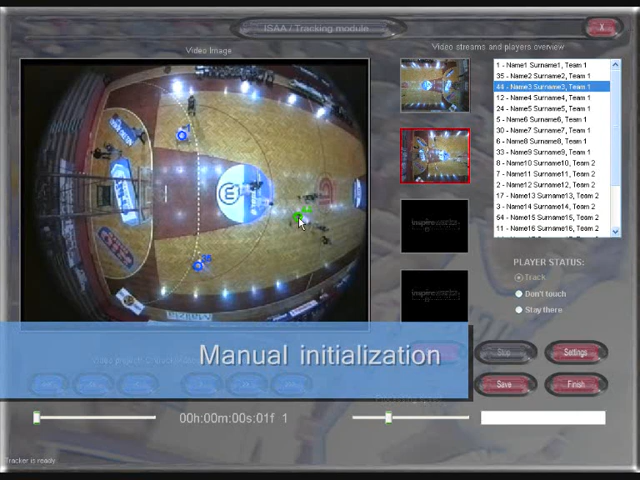 ISAA / Tracking module
X
Video Image
Video streams and players overview
1 - Name1 Surname1, Team 1
35 - Name2 Surname2, Team 1
44 - Name3 Surname3, Team 1
12 - Name4 Surname4, Team 1
24 - Name5 Surname5, Team 1
5 - Name6 Surname6, Team 1
30 - Name7 Surname7, Team 1
6 - Name8 Surname8, Team 1
33 - Name9 Surname9, Team 1
8 - Name10 Surname10, Team 2
7 - Name11 Surname11, Team 2
2 - Name12 Surname12, Team 2
17 - Name13 Surname13, Team 2
3 - Name14 Surname14, Team 2
54 - Name15 Surname15, Team 2
11 - Name16 Surname16, Team 2
PLAYER STATUS:
Track
Don't touch
Stay there
Manual initialization
Stop
Settings
Save
Finish
00h:00m:00s:01f 1
Tracker is ready.